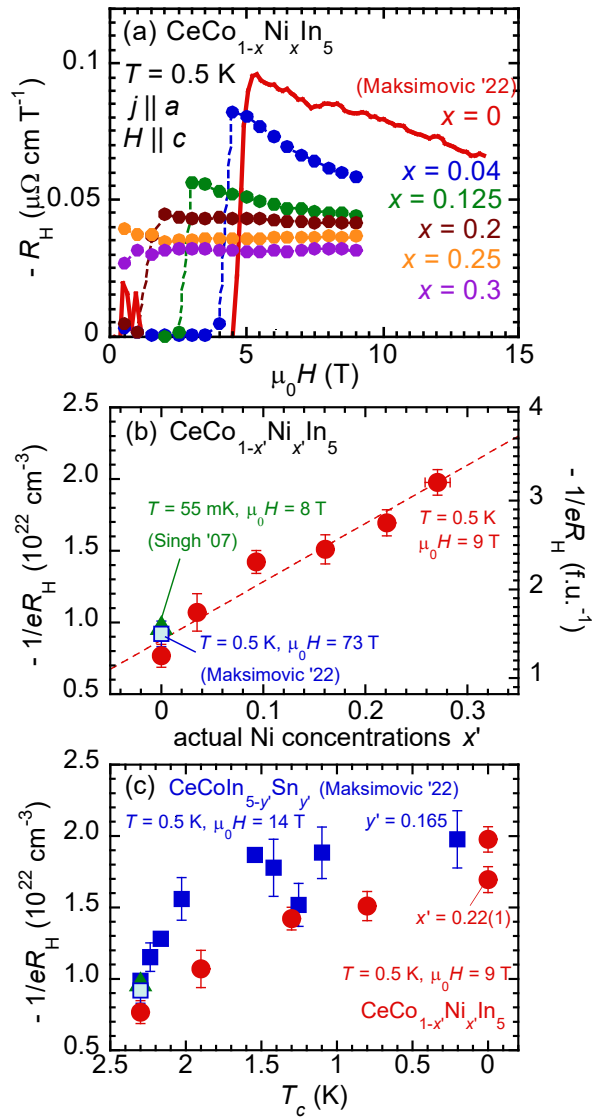 (a) CeCo1-xNixIn5
T = 0.5 K
j || a
H || c
(Maksimovic '22)
x = 0
x = 0.04
x = 0.125
x = 0.2
x = 0.25
x = 0.3
- RH (μΩ cm T-1)
0.1
0.05
0
0 5 10 15
μ0H (T)
(b) CeCo1-x'Nix'In5
T = 55 mK, μ0H = 8 T
(Singh '07)
T = 0.5 K
μ0H = 9 T
T = 0.5 K, μ0H = 73 T
(Maksimovic '22)
- 1/eRH (10^22 cm-3)
2.5
2.0
1.5
1.0
0.5
- 1/eRH (f.u.-1)
4
3
2
1
0 0.1 0.2 0.3
actual Ni concentrations x'
(c) CeCoIn5-y'Sny' (Maksimovic '22)
T = 0.5 K, μ0H = 14 T
y' = 0.165
x' = 0.22(1)
T = 0.5 K, μ0H = 9 T
CeCo1-x'Nix'In5
- 1/eRH (10^22 cm-3)
2.5
2.0
1.5
1.0
0.5
2.5 2 1.5 1 0.5 0
Tc (K)